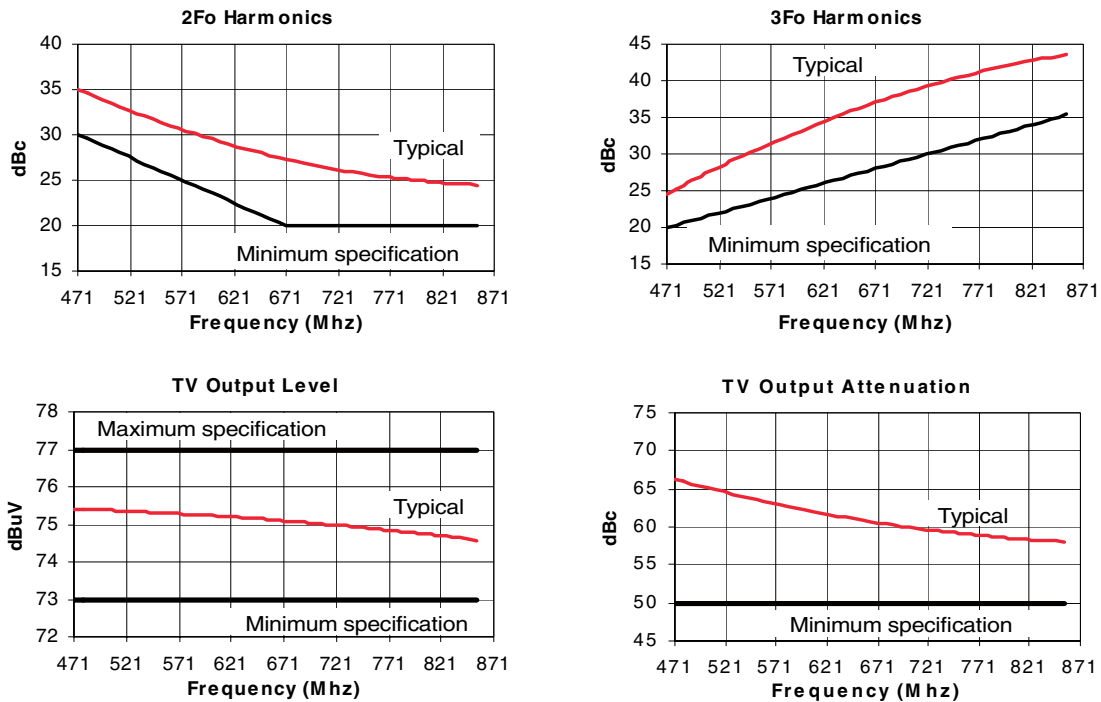 2Fo Harmonics
40
35
30
25
20
15
dBc
Typical
Minimum specification
471 521 571 621 671 721 771 821 871
Frequency (Mhz)
3Fo Harmonics
45
40
35
30
25
20
15
dBc
Typical
Minimum specification
471 521 571 621 671 721 771 821 871
Frequency (Mhz)
TV Output Level
78
77
76
75
74
73
72
dBuV
Maximum specification
Typical
Minimum specification
471 521 571 621 671 721 771 821 871
Frequency (Mhz)
TV Output Attenuation
75
70
65
60
55
50
45
dBc
Typical
Minimum specification
471 521 571 621 671 721 771 821 871
Frequency (Mhz)